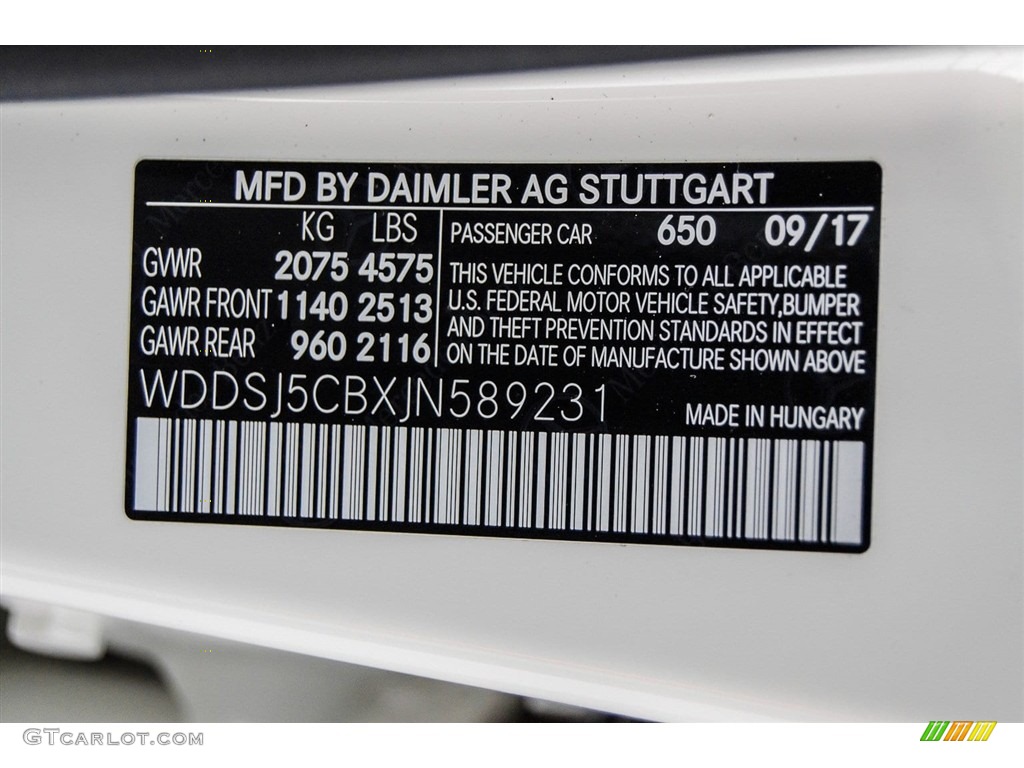 MFD BY DAIMLER AG STUTTGART
KG LBS
GVWR 2075 4575
GAWR FRONT 1140 2513
GAWR REAR 960 2116
PASSENGER CAR 650 09/17
THIS VEHICLE CONFORMS TO ALL APPLICABLE
U.S. FEDERAL MOTOR VEHICLE SAFETY,BUMPER
AND THEFT PREVENTION STANDARDS IN EFFECT
ON THE DATE OF MANUFACTURE SHOWN ABOVE
WDDSJ5CBXJN589231
MADE IN HUNGARY
GTCARLOT.COM